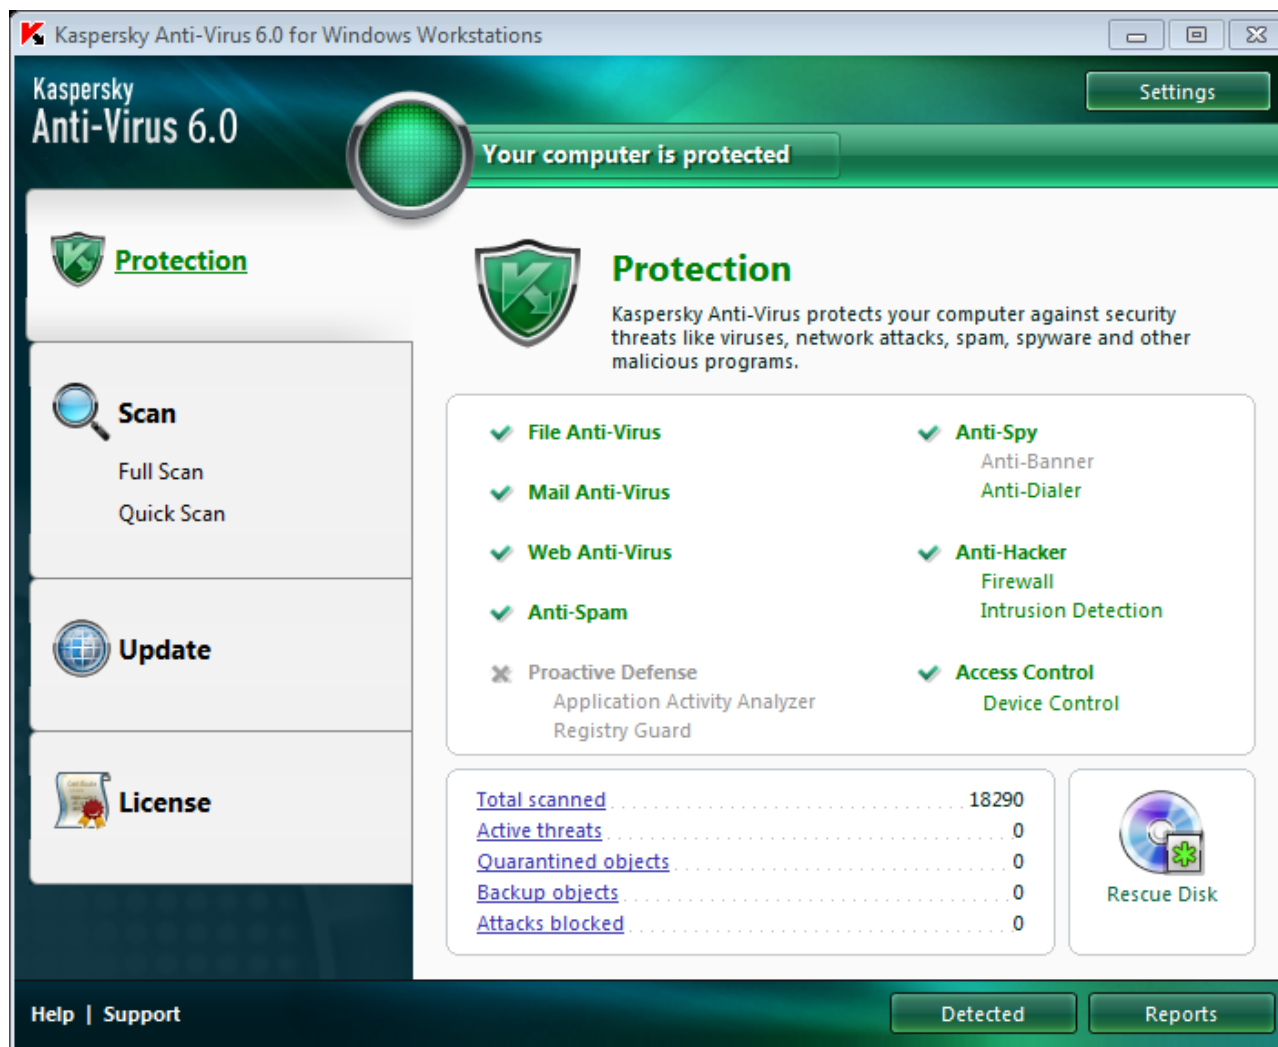 Kaspersky Anti-Virus 6.0 for Windows Workstations
Kaspersky
Anti-Virus 6.0
Settings
Your computer is protected
Protection
Scan
Full Scan
Quick Scan
Update
License
Protection
Kaspersky Anti-Virus protects your computer against security
threats like viruses, network attacks, spam, spyware and other
malicious programs.
File Anti-Virus
Mail Anti-Virus
Web Anti-Virus
Anti-Spam
Proactive Defense
Application Activity Analyzer
Registry Guard
Anti-Spy
Anti-Banner
Anti-Dialer
Anti-Hacker
Firewall
Intrusion Detection
Access Control
Device Control
Total scanned 18290
Active threats 0
Quarantined objects 0
Backup objects 0
Attacks blocked 0
Rescue Disk
Help | Support
Detected
Reports